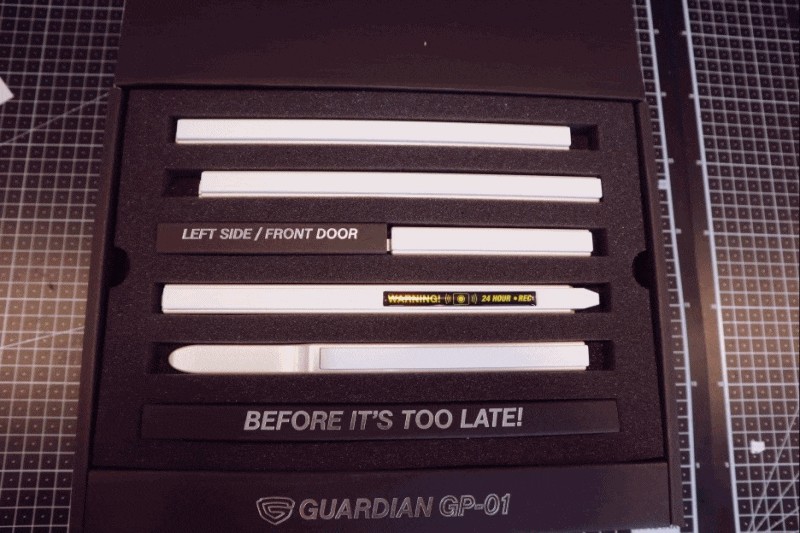 LEFT SIDE / FRONT DOOR
WARNING! 24 HOUR • REC
BEFORE IT'S TOO LATE!
GUARDIAN GP-01